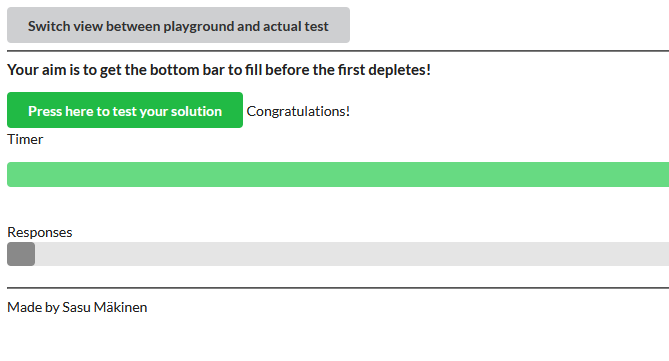 Switch view between playground and actual test
Your aim is to get the bottom bar to fill before the first depletes!
Press here to test your solution Congratulations!
Timer
Responses
Made by Sasu Mäkinen